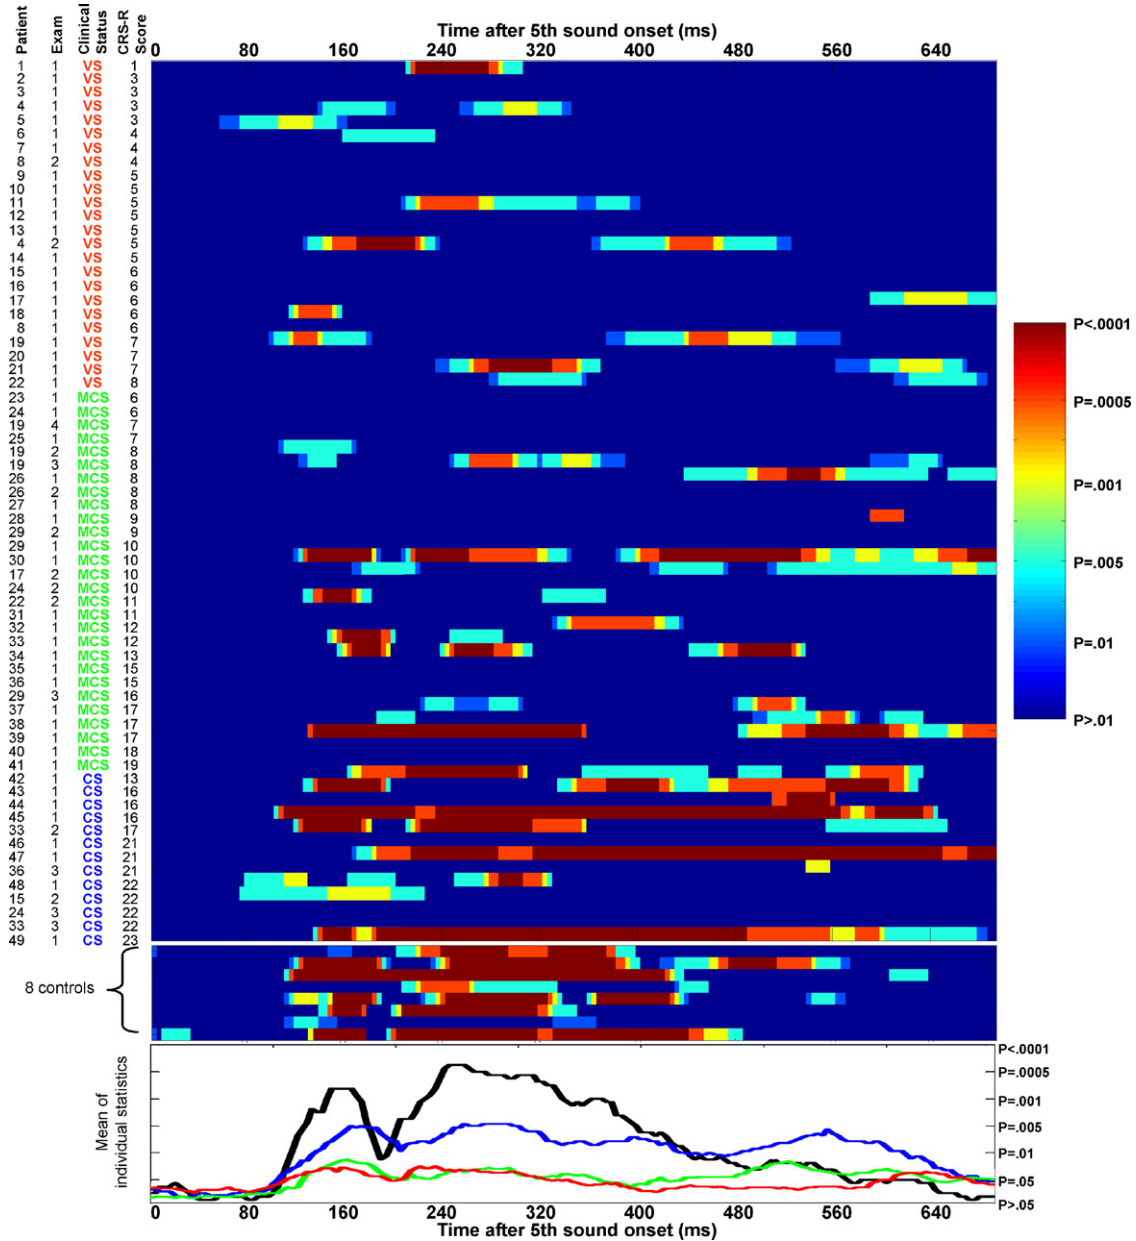 Time after 5th sound onset (ms)
Patient Exam Clinical Status CRS-R Score
0 80 160 240 320 400 480 560 640
1 1 VS 1
2 1 VS 3
3 1 VS 3
4 1 VS 3
5 1 VS 3
6 1 VS 4
7 1 VS 4
8 2 VS 4
9 1 VS 5
10 1 VS 5
11 1 VS 5
12 1 VS 5
13 1 VS 5
4 2 VS 5
14 1 VS 5
15 1 VS 6
16 1 VS 6
17 1 VS 6
18 1 VS 6
8 1 VS 6
19 1 VS 7
20 1 VS 7
21 1 VS 7
22 1 VS 8
23 1 MCS 6
24 1 MCS 6
19 4 MCS 7
25 1 MCS 7
19 2 MCS 8
19 3 MCS 8
26 1 MCS 8
26 2 MCS 8
27 1 MCS 8
28 1 MCS 9
29 2 MCS 9
29 1 MCS 10
30 1 MCS 10
17 2 MCS 10
24 2 MCS 10
22 2 MCS 11
31 1 MCS 11
32 1 MCS 12
33 1 MCS 12
34 1 MCS 13
35 1 MCS 15
36 1 MCS 15
29 3 MCS 16
37 1 MCS 17
38 1 MCS 17
39 1 MCS 17
40 1 MCS 18
41 1 MCS 19
42 1 CS 13
43 1 CS 16
44 1 CS 16
45 1 CS 16
33 2 CS 17
46 1 CS 21
47 1 CS 21
36 3 CS 21
48 1 CS 22
15 2 CS 22
24 3 CS 22
33 3 CS 22
49 1 CS 23
P<.0001
P=.0005
P=.001
P=.005
P=.01
P>.01
8 controls
Mean of
individual statistics
P<.0001
P=.0005
P=.001
P=.005
P=.01
P=.05
P>.05
0 80 160 240 320 400 480 560 640
Time after 5th sound onset (ms)